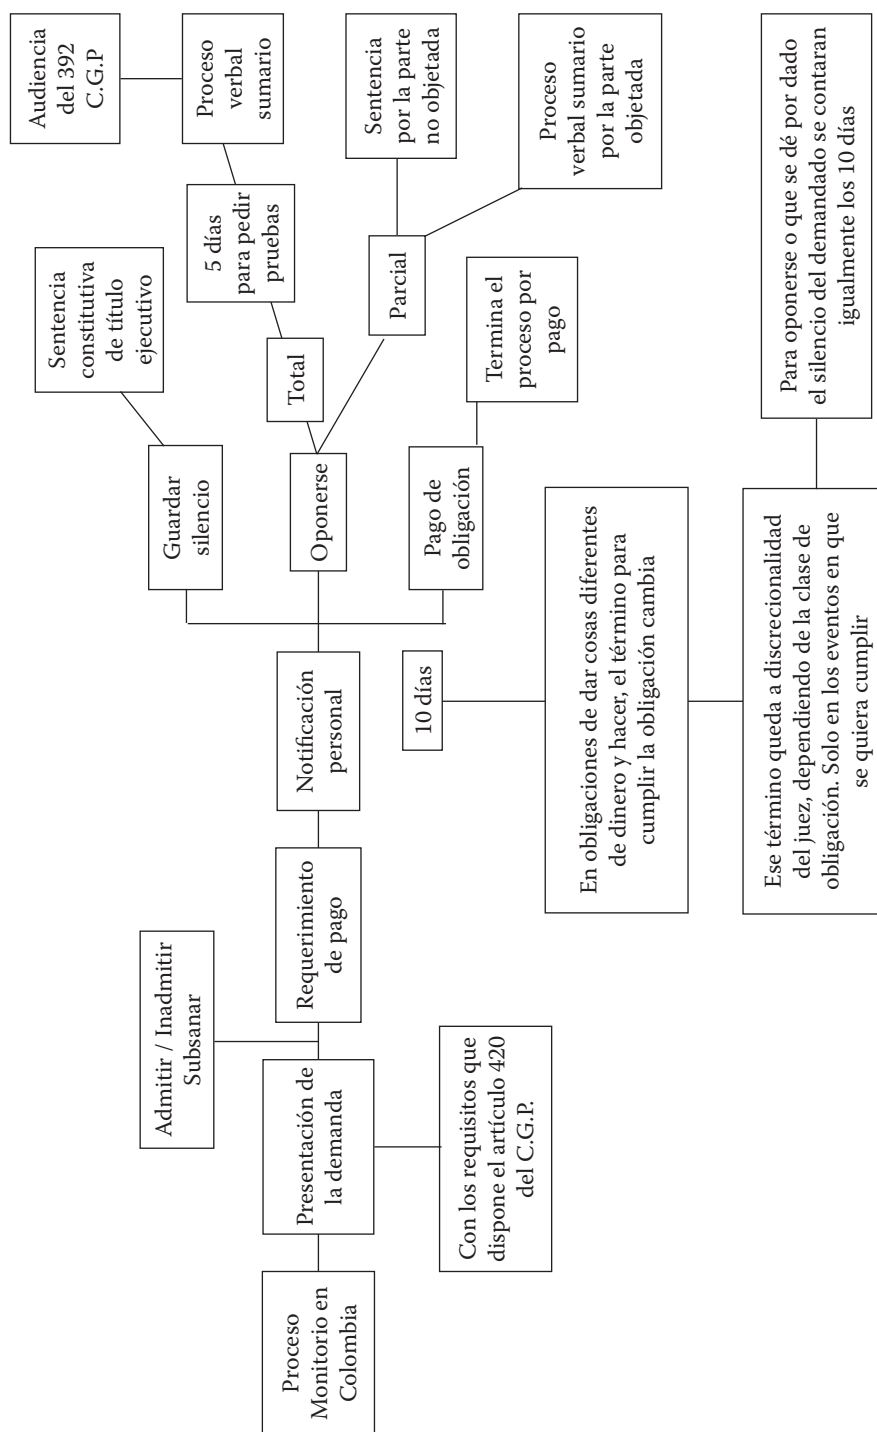 Proceso
Monitorio en
Colombia
Presentación de
la demanda
Con los requisitos que
dispone el artículo 420
del C.G.P.
Admitir / Inadmitir
Subsanar
Requerimiento
de pago
Notificación
personal
10 días
En obligaciones de dar cosas diferentes
de dinero y hacer, el término para
cumplir la obligación cambia
Ese término queda a discrecionalidad
del juez, dependiendo de la clase de
obligación. Solo en los eventos en que
se quiera cumplir
Para oponerse o que se dé por dado
el silencio del demandado se contaran
igualmente los 10 días
Guardar
silencio
Sentencia
constitutiva
de título
ejecutivo
Oponerse
Total
5 días
para pedir
pruebas
Proceso
verbal
sumario
Audiencia
del 392
C.G.P
Parcial
Sentencia
por la parte
no objetada
Proceso
verbal sumario
por la parte
objetada
Pago de
obligación
Termina el
proceso por
pago